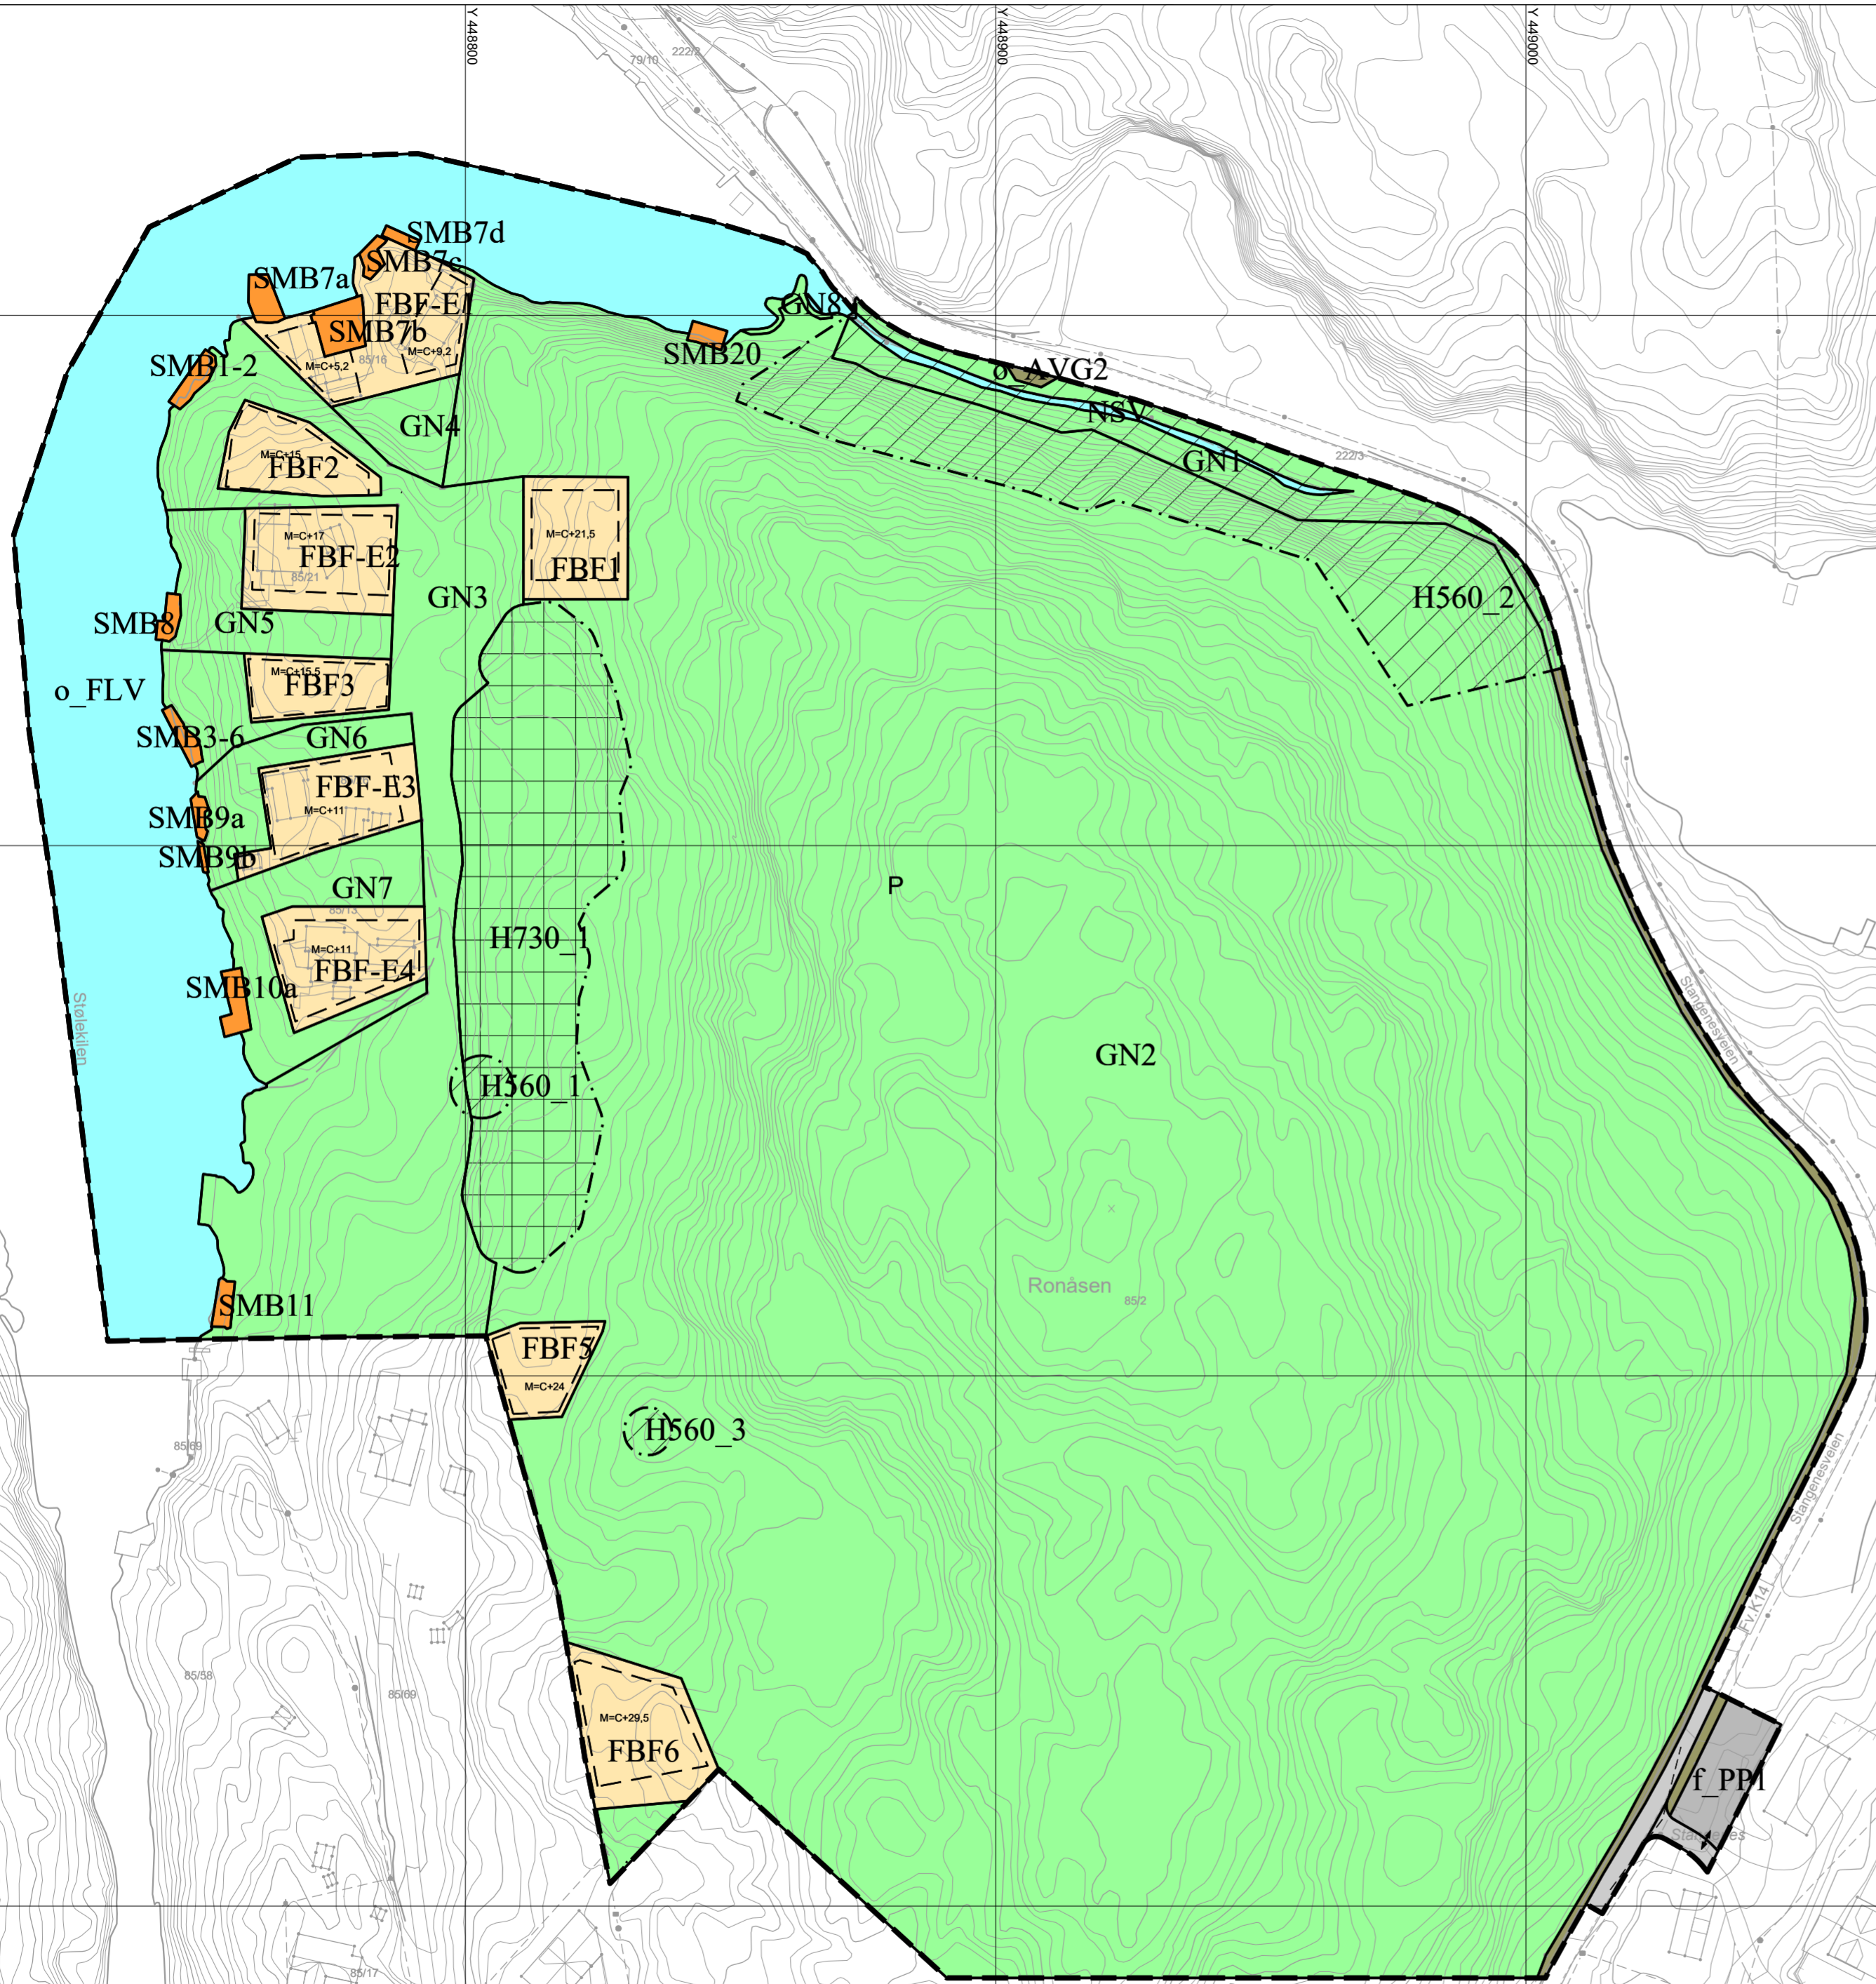 Y 448800
Y 448900
Y 449000
222/2
79/10
SMB7d
SMB7c
SMB7a
FBF-E1
GN8
SMB7b
M=C+9,2
SMB20
85/16
M=C+5,2
SMB1-2
o_AVG2
NSV
GN4
M=C+15
FBF2
GN1
222/3
M=C+17
FBF-E2
M=C+21,5
FBF1
85/21
GN3
H560_2
SMB8
GN5
M=C+15,5
FBF3
o_FLV
SMB3-6
GN6
FBF-E3
M=C+11
SMB9a
SMB9b
GN7
P
85/13
H730_1
M=C+11
FBF-E4
SMB10a
Stølekilen
Stangenesveien
GN2
H560_1
Ronåsen
85/2
SMB11
FBF5
M=C+24
H560_3
85/69
Stangenesveien
Fv.K14
85/58
85/69
M=C+29,5
FBF6
f_PP1
Stangenes
85/17